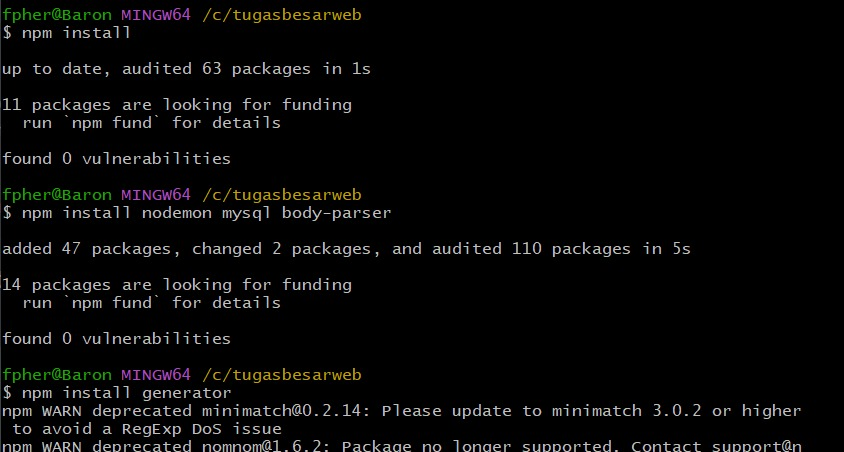 fpher@Baron MINGW64 /c/tugasbesarweb
$ npm install
up to date, audited 63 packages in 1s
11 packages are looking for funding
  run `npm fund` for details
found 0 vulnerabilities
fpher@Baron MINGW64 /c/tugasbesarweb
$ npm install nodemon mysql body-parser
added 47 packages, changed 2 packages, and audited 110 packages in 5s
14 packages are looking for funding
  run `npm fund` for details
found 0 vulnerabilities
fpher@Baron MINGW64 /c/tugasbesarweb
$ npm install generator
npm WARN deprecated minimatch@0.2.14: Please update to minimatch 3.0.2 or higher
 to avoid a RegExp DoS issue
npm WARN deprecated nomnom@1.6.2: Package no longer supported. Contact support@n